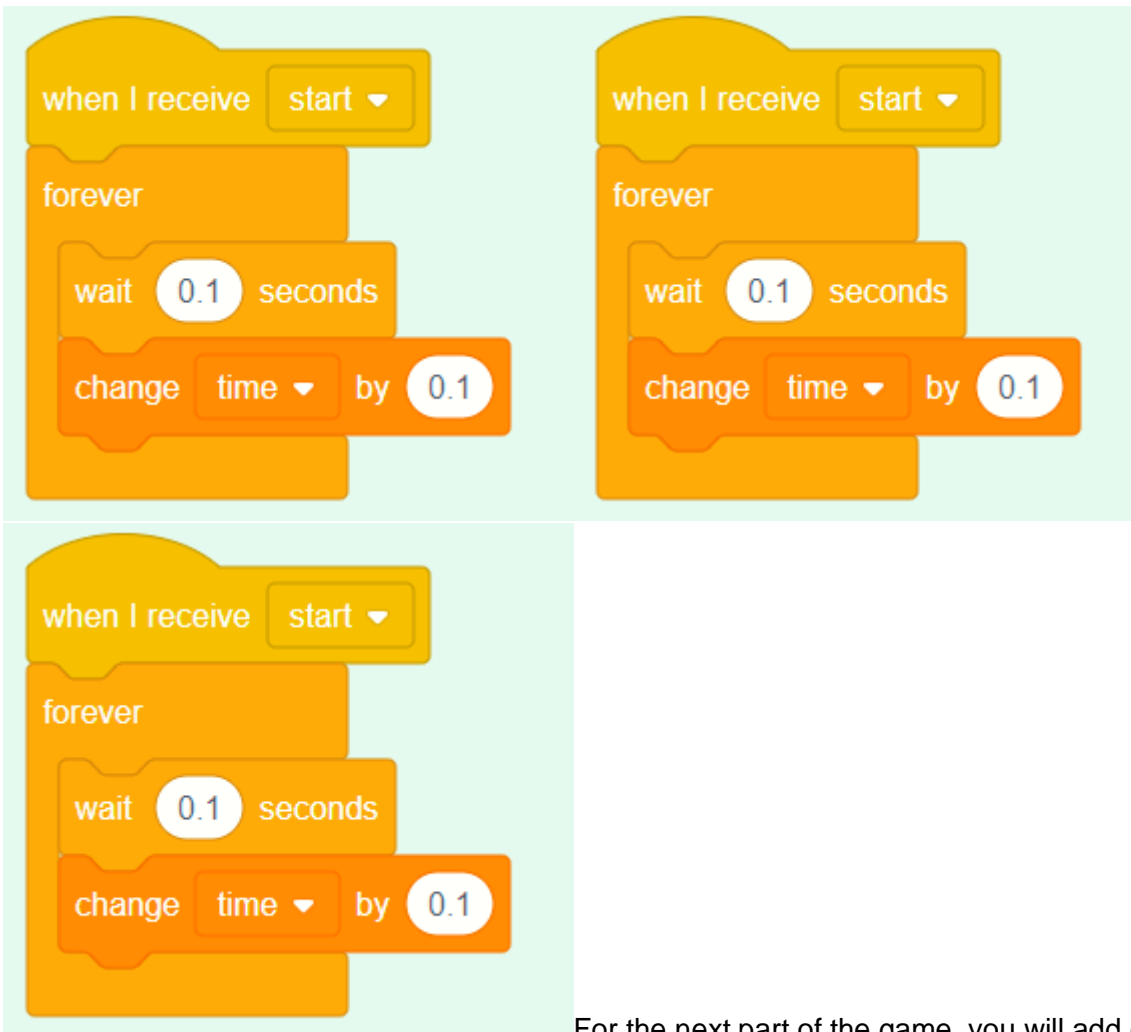 when I receive start
forever
wait 0.1 seconds
change time by 0.1
when I receive start
forever
wait 0.1 seconds
change time by 0.1
when I receive start
forever
wait 0.1 seconds
change time by 0.1
For the next part of the game, you will add